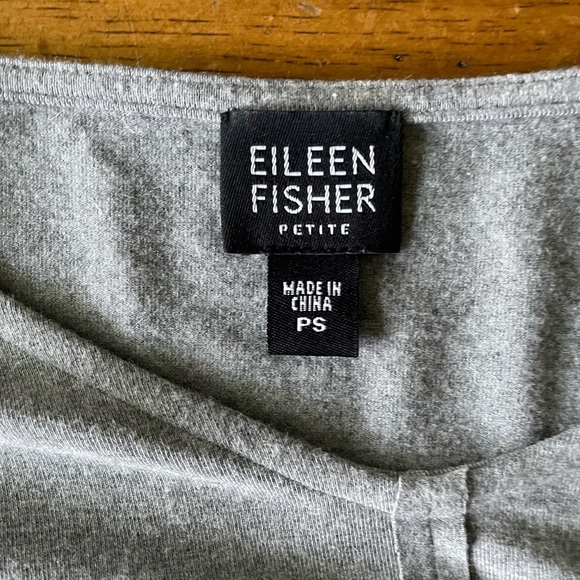 EILEEN
FISHER
PETITE
MADE IN
CHINA
PS